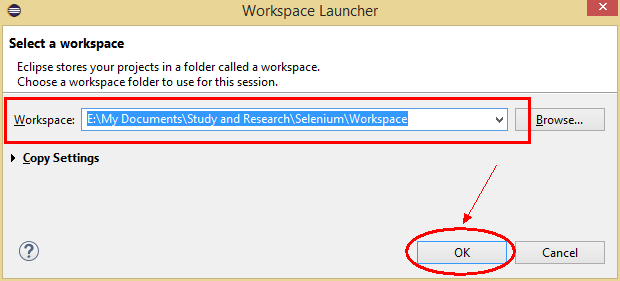 Workspace Launcher
Select a workspace
Eclipse stores your projects in a folder called a workspace.
Choose a workspace folder to use for this session.
Workspace: E:\My Documents\Study and Research\Selenium\Workspace Browse...
Copy Settings
? OK Cancel